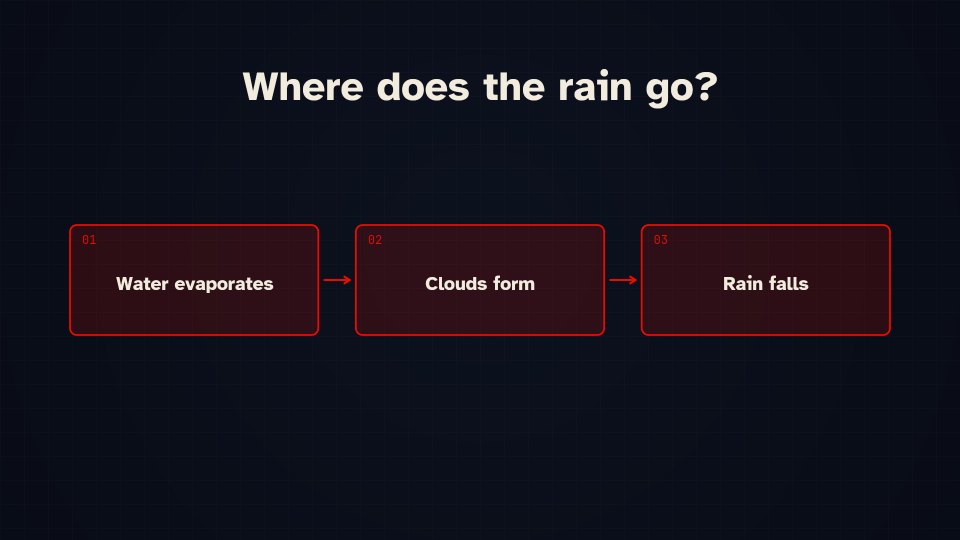 Where does the rain go?
01
Water evaporates
02
Clouds form
03
Rain falls